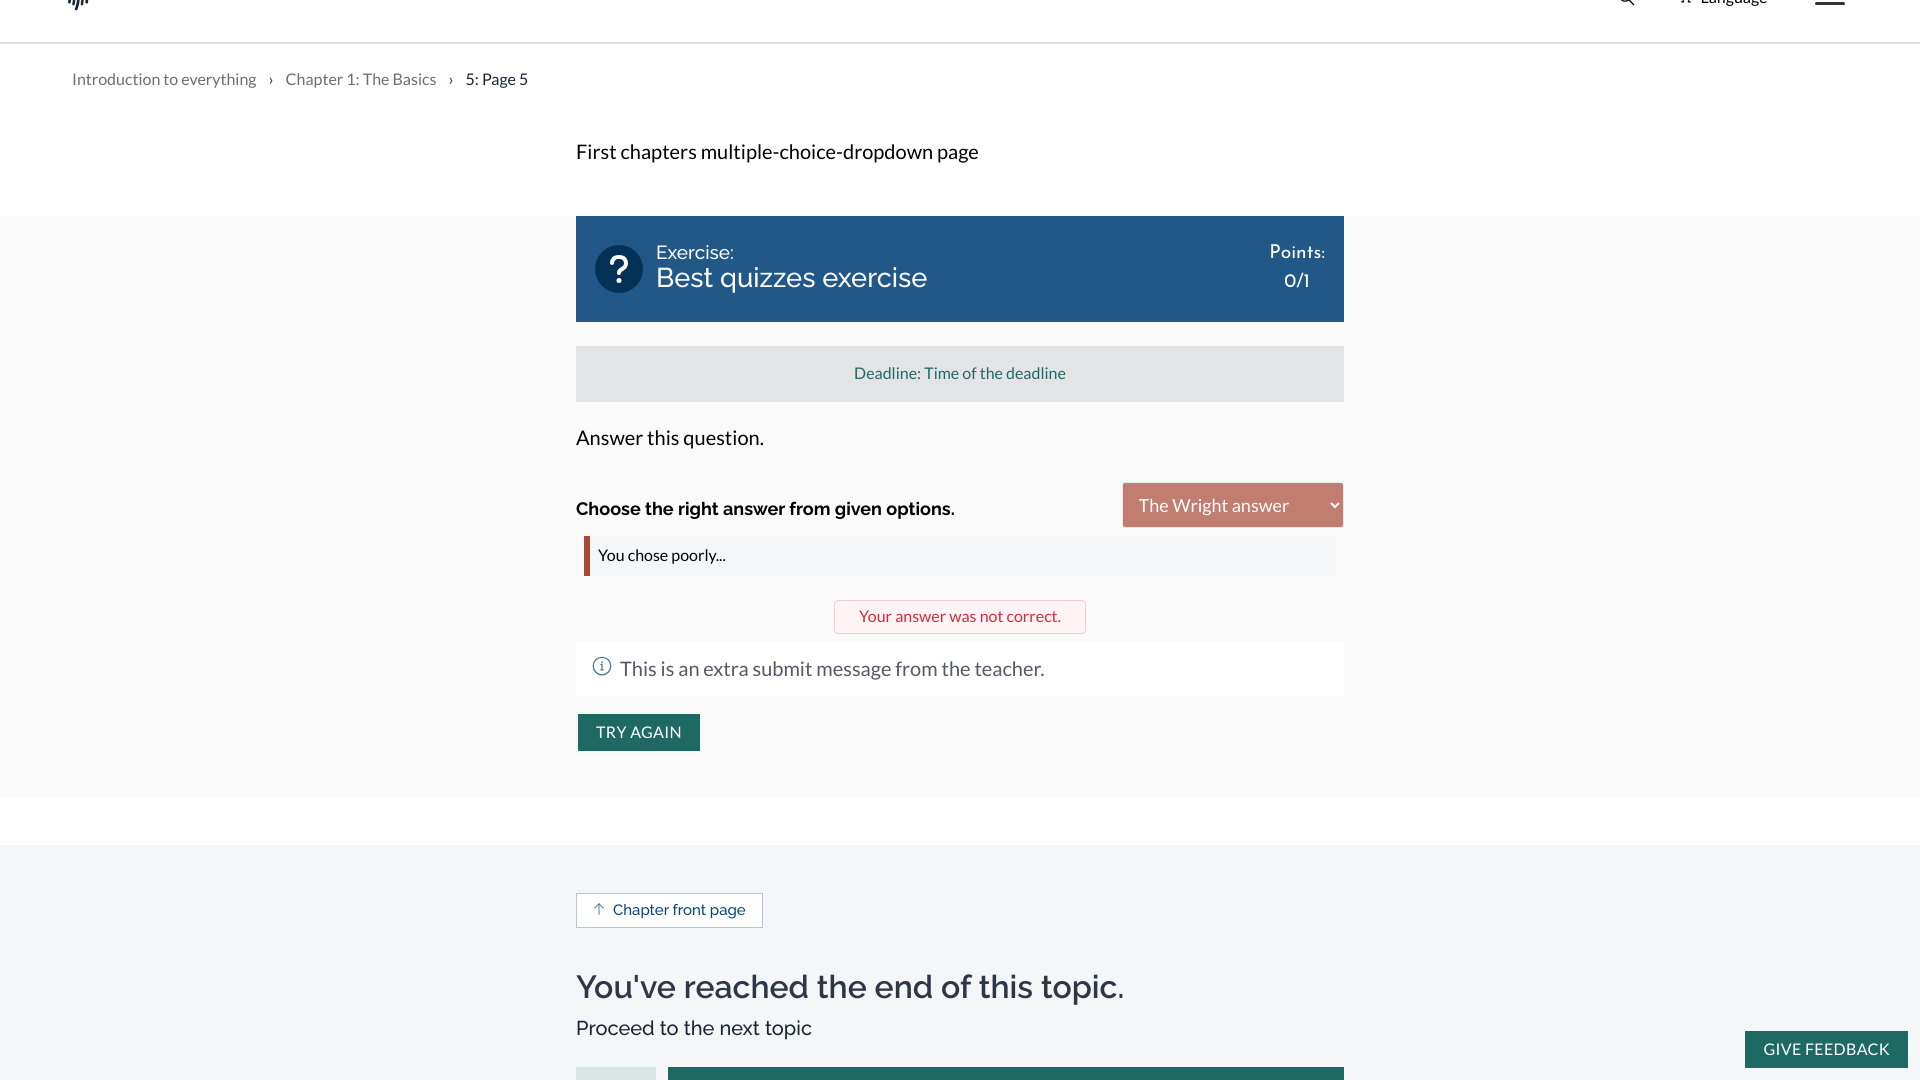 Language
Introduction to everything › Chapter 1: The Basics › 5: Page 5
First chapters multiple-choice-dropdown page
?
Exercise:
Best quizzes exercise
Points:
0/1
Deadline: Time of the deadline
Answer this question.
Choose the right answer from given options.
The Wright answer
You chose poorly...
Your answer was not correct.
This is an extra submit message from the teacher.
TRY AGAIN
Chapter front page
You've reached the end of this topic.
Proceed to the next topic
GIVE FEEDBACK